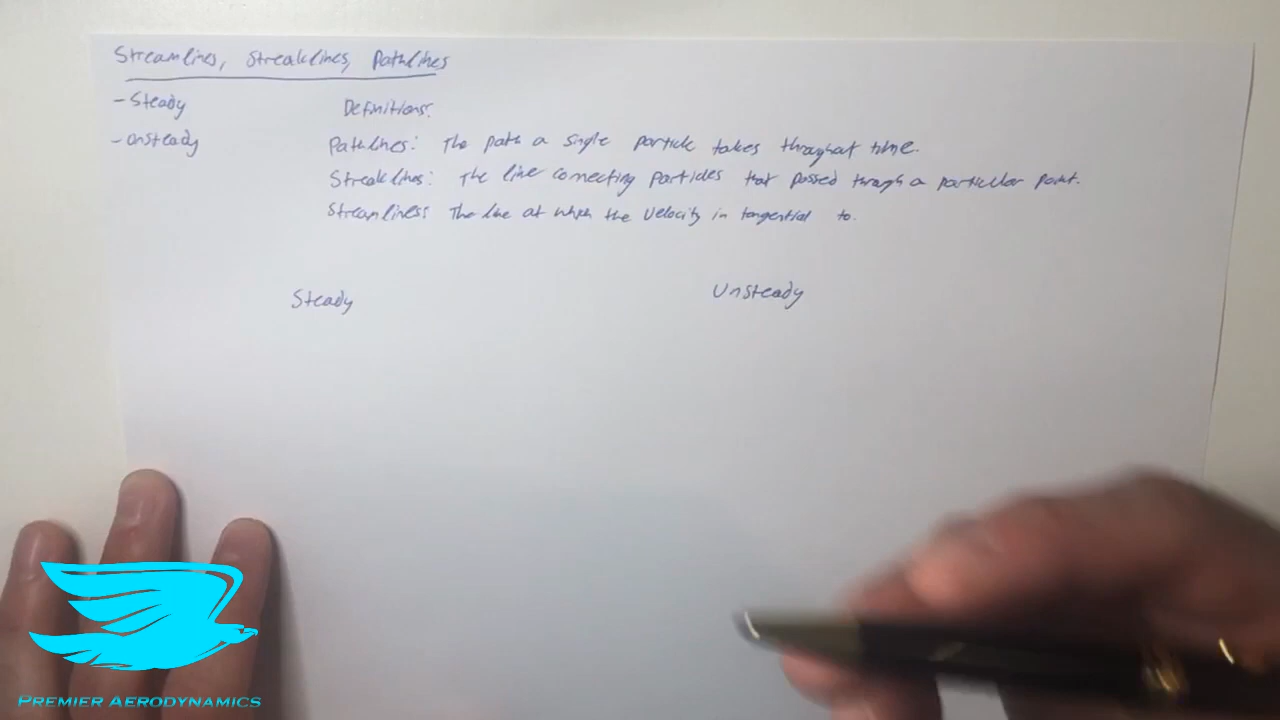 Streamlines, Streaklines, Pathlines
- Steady
Definitions:
- Unsteady
Pathlines: The path a single particle takes throughout time.
Streaklines: The line connecting particles that passed through a particular point.
Streamlines: The line at which the velocity in tangential to.
Steady
Unsteady
PREMIER AERODYNAMICS